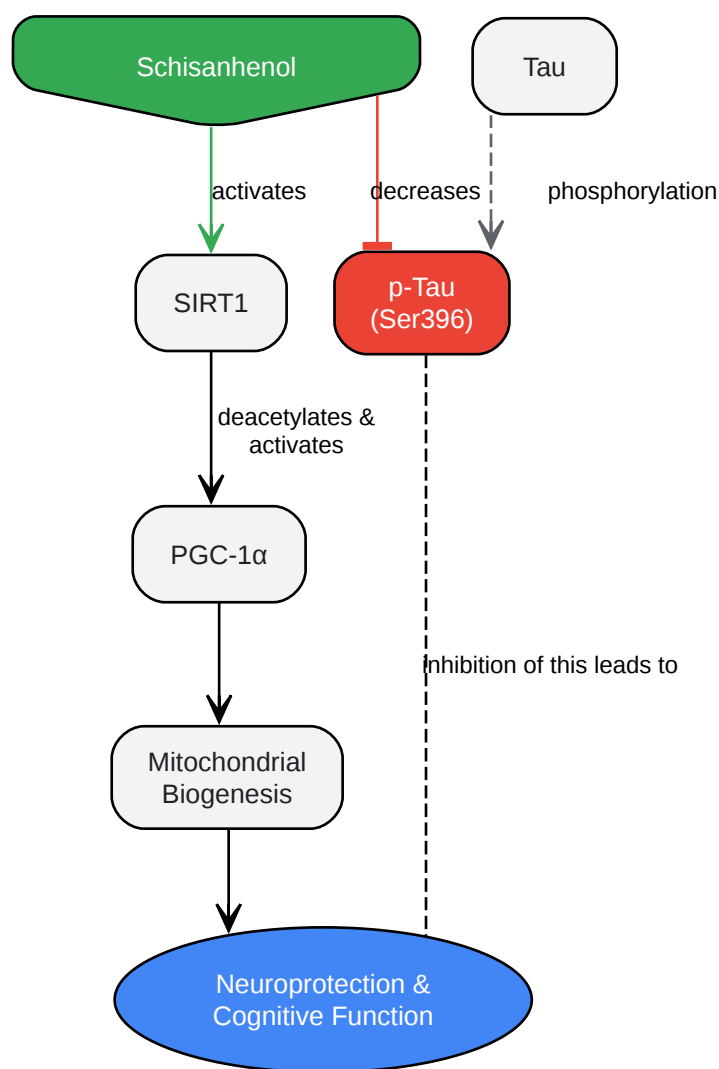 Schisanhenol
Tau
activates
decreases
phosphorylation
SIRT1
p-Tau
(Ser396)
deacetylates &
activates
PGC-1α
inhibition of this leads to
Mitochondrial
Biogenesis
Neuroprotection &
Cognitive Function